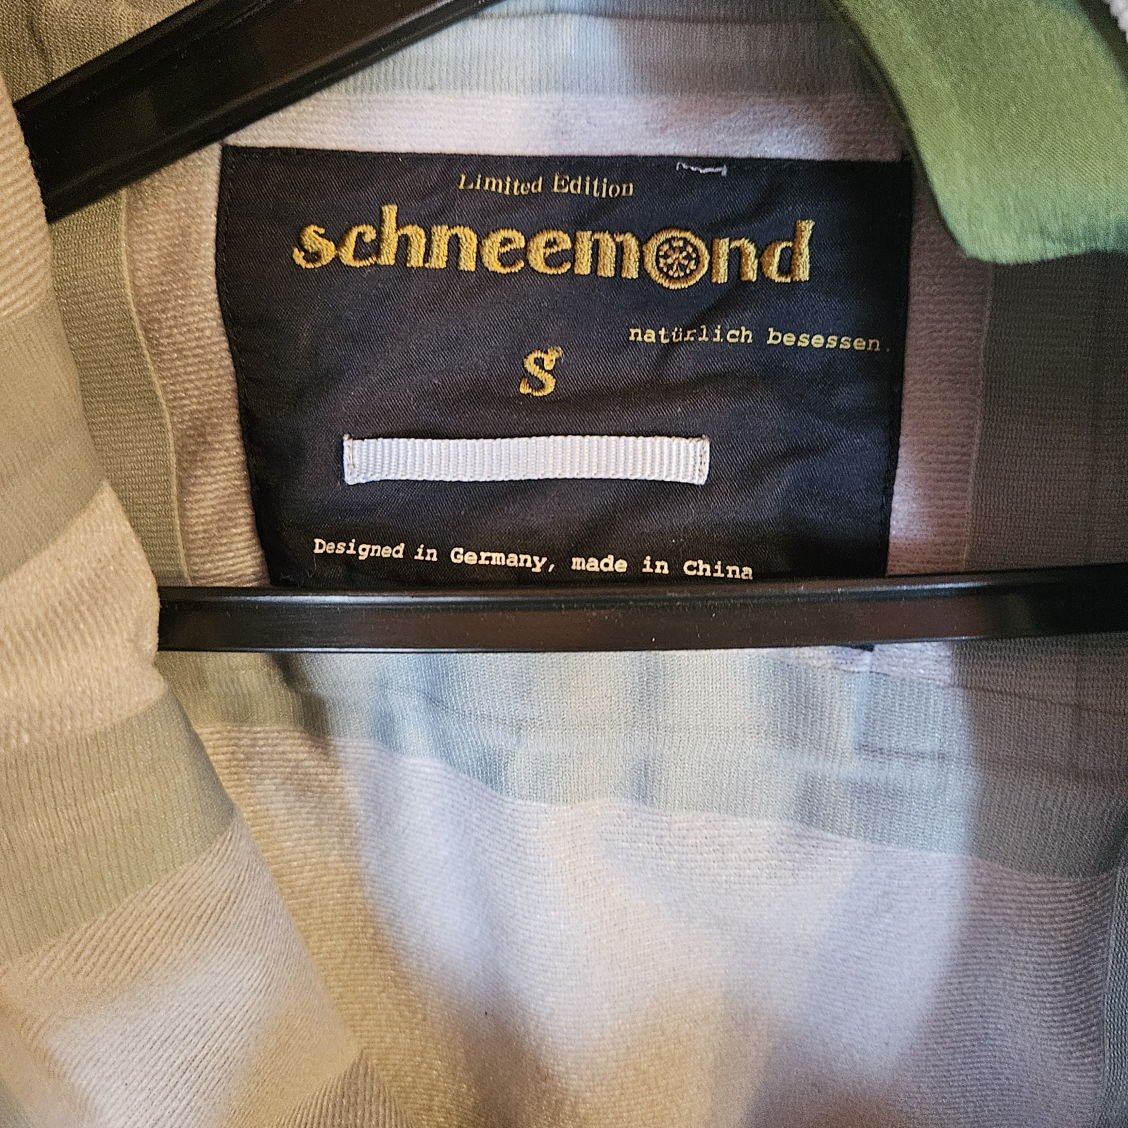 Limited Edition
schneemond
natürlich besessen.
S
Designed in Germany, made in China